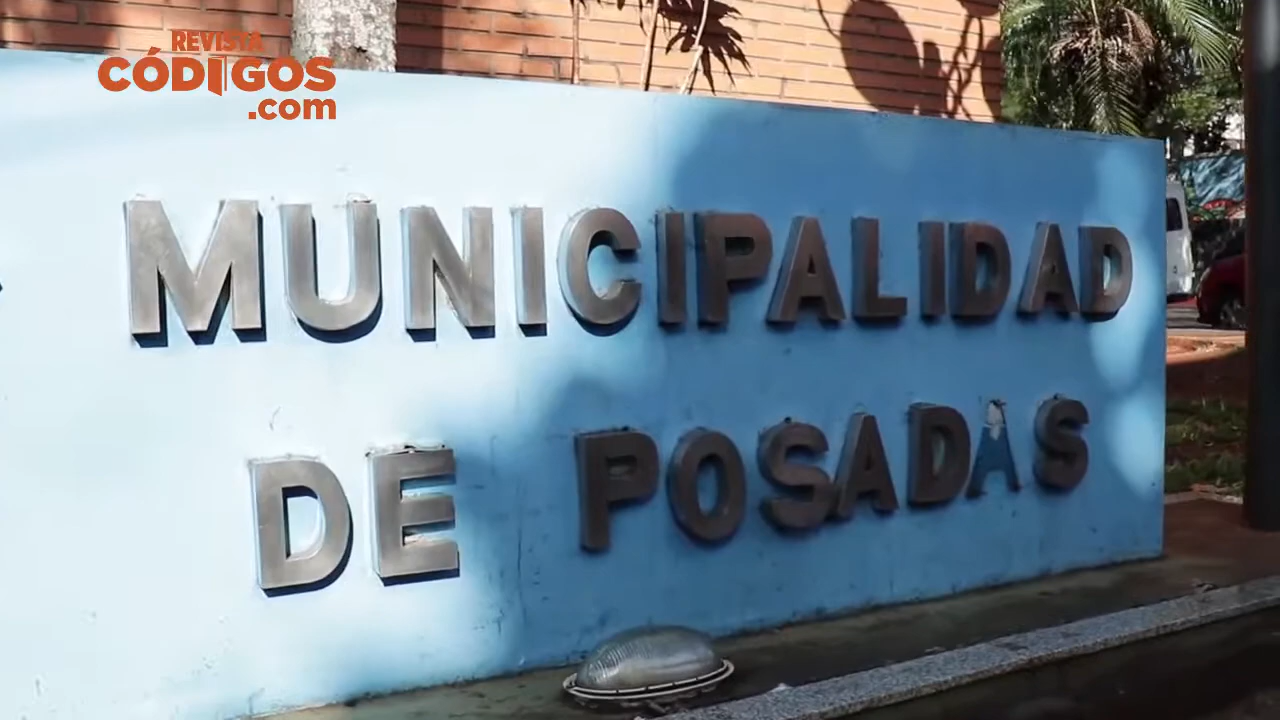 REVISTA
CÓDIGOS
.com
MUNICIPALIDAD
DE POSADAS